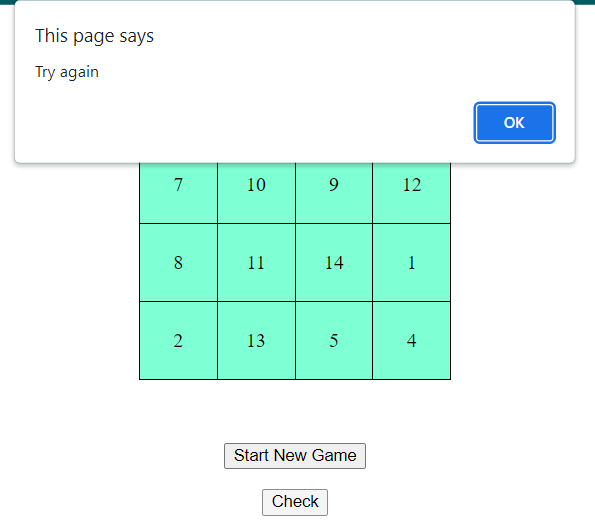 This page says
Try again
OK
7 10 9 12
8 11 14 1
2 13 5 4
Start New Game
Check